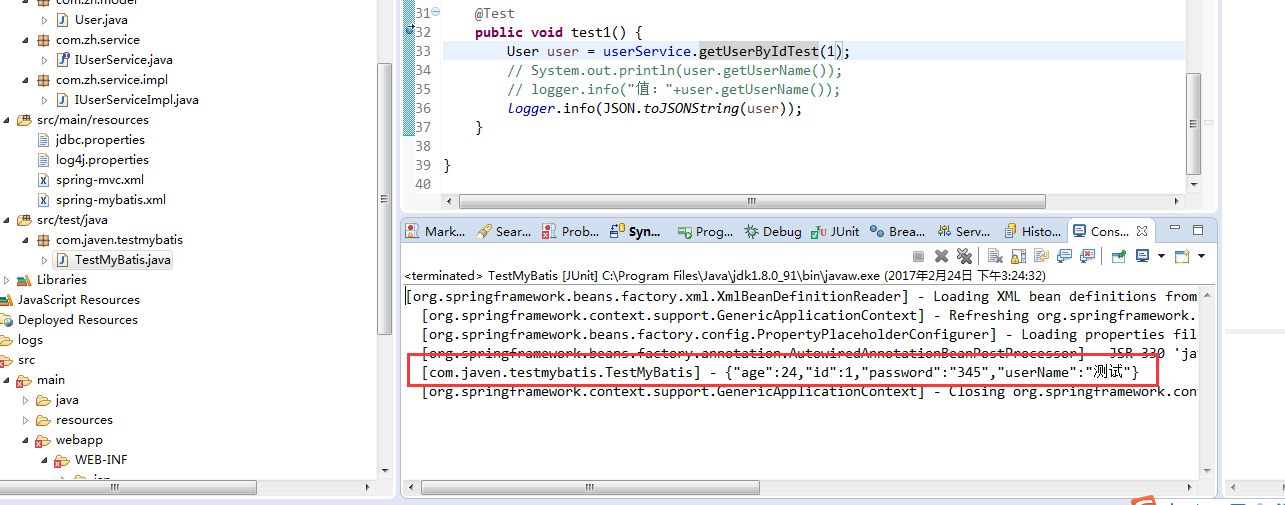 com.zh.model
User.java
com.zh.service
IUserService.java
com.zh.service.impl
IUserServiceImpl.java
src/main/resources
jdbc.properties
log4j.properties
spring-mvc.xml
spring-mybatis.xml
src/test/java
com.javen.testmybatis
TestMyBatis.java
Libraries
JavaScript Resources
Deployed Resources
logs
src
main
java
resources
webapp
WEB-INF
31 @Test
32 public void test1() {
33 User user = userService.getUserByIdTest(1);
34 // System.out.println(user.getUserName());
35 // logger.info("值："+user.getUserName());
36 logger.info(JSON.toJSONString(user));
37 }
38
39 }
40
Mark... Sear... Prob... Syn... Prog... Debug JUnit Brea... Serv... Histo... Cons...
<terminated> TestMyBatis [JUnit] C:\Program Files\Java\jdk1.8.0_91\bin\javaw.exe (2017年2月24日 下午3:24:32)
[org.springframework.beans.factory.xml.XmlBeanDefinitionReader] - Loading XML bean definitions from
[org.springframework.context.support.GenericApplicationContext] - Refreshing org.springframework.
[org.springframework.beans.factory.config.PropertyPlaceholderConfigurer] - Loading properties fil
[org.springframework.beans.factory.annotation.AutowiredAnnotationBeanPostProcessor] - JSR-330 'ja
[com.javen.testmybatis.TestMyBatis] - {"age":24,"id":1,"password":"345","userName":"测试"}
[org.springframework.context.support.GenericApplicationContext] - Closing org.springframework.con